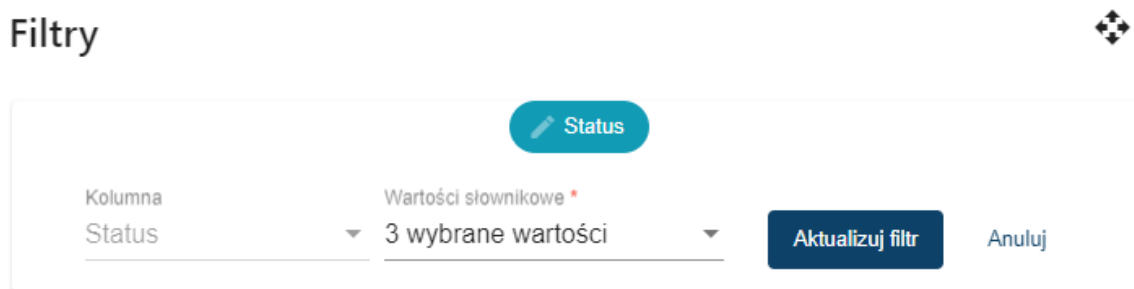 Filtry
Status
Kolumna
Status
Wartości słownikowe *
3 wybrane wartości
Aktualizuj filtr
Anuluj